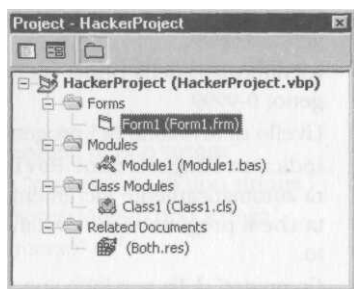 Project - HackerProject
HackerProject (HackerProject.vbp)
Forms
Form1 (Form1.frm)
Modules
Module1 (Module1.bas)
Class Modules
Class1 (Class1.cls)
Related Documents
(Both.res)